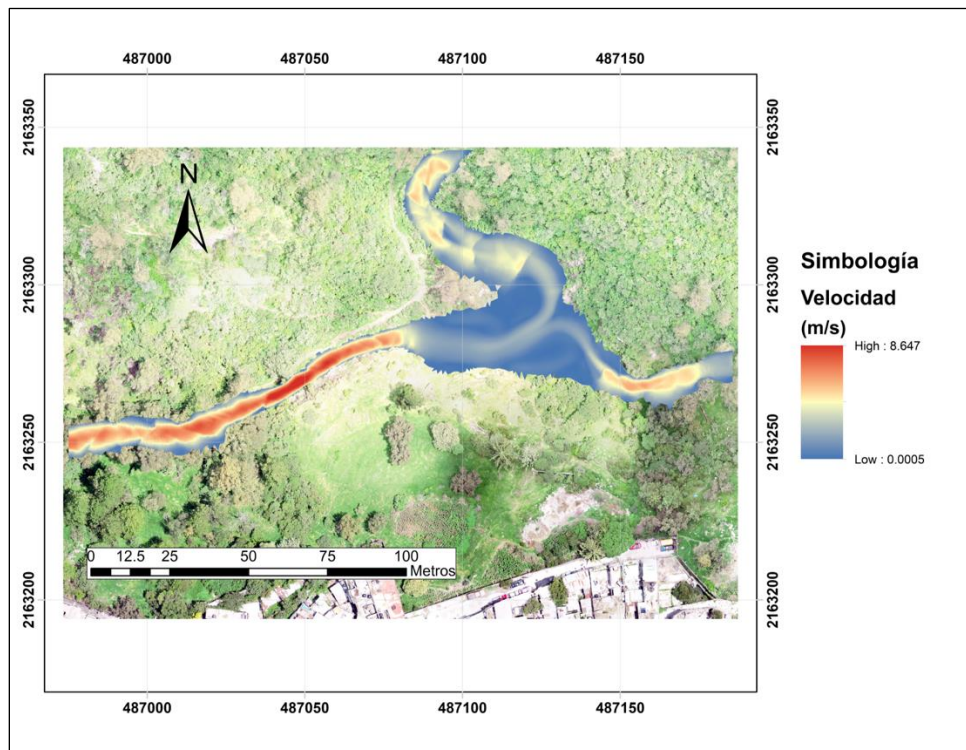 487000 487050 487100 487150
2163350
2163300
2163250
2163200
N
0 12.5 25 50 75 100
Metros
487000 487050 487100 487150
2163350
2163300
2163250
2163200
Simbología
Velocidad
(m/s)
High : 8.647
Low : 0.0005